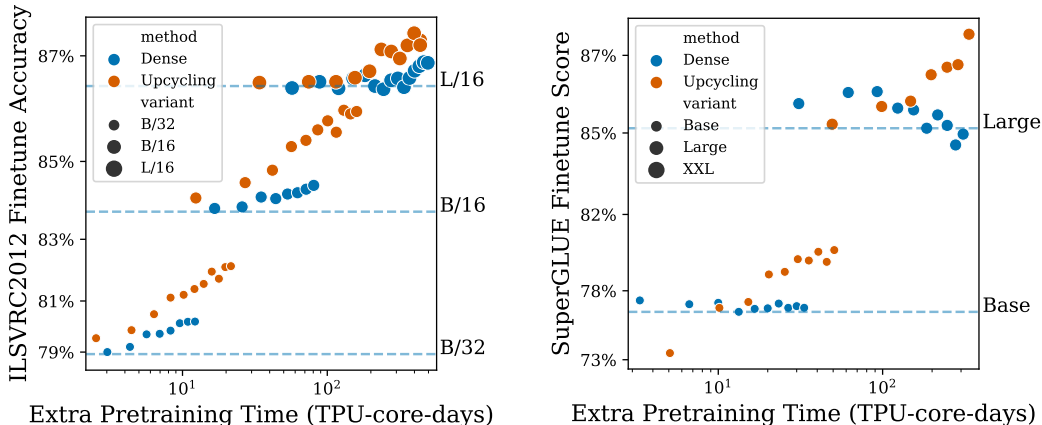 ILSVRC2012 Finetune Accuracy
87%
85%
83%
81%
79%
method
Dense
Upcycling
variant
B/32
B/16
L/16
L/16
B/16
B/32
10¹
10²
Extra Pretraining Time (TPU-core-days)
SuperGLUE Finetune Score
87%
85%
82%
78%
73%
method
Dense
Upcycling
variant
Base
Large
XXL
Large
Base
10¹
10²
Extra Pretraining Time (TPU-core-days)